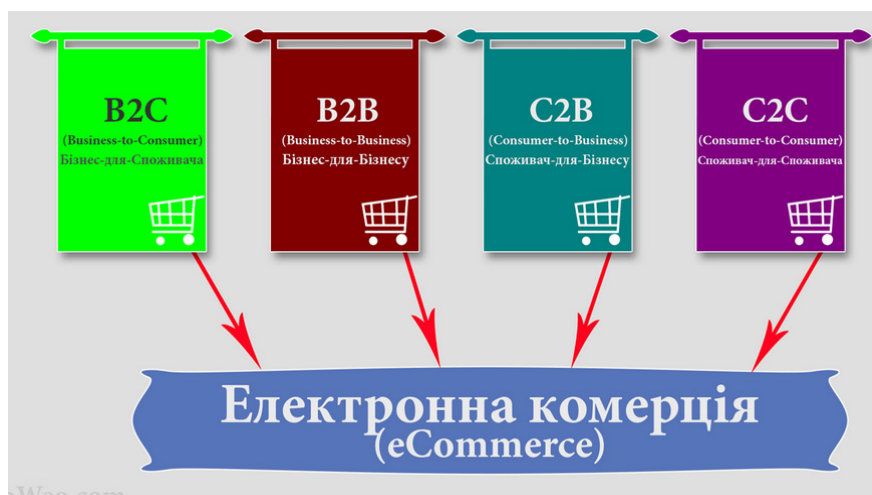 B2C
(Business-to-Consumer)
Бізнес-для-Споживача
B2B
(Business-to-Business)
Бізнес-для-Бізнесу
C2B
(Consumer-to-Business)
Споживач-для-Бізнесу
C2C
(Consumer-to-Consumer)
Споживач-для-Споживача
Електронна комерція
(eCommerce)